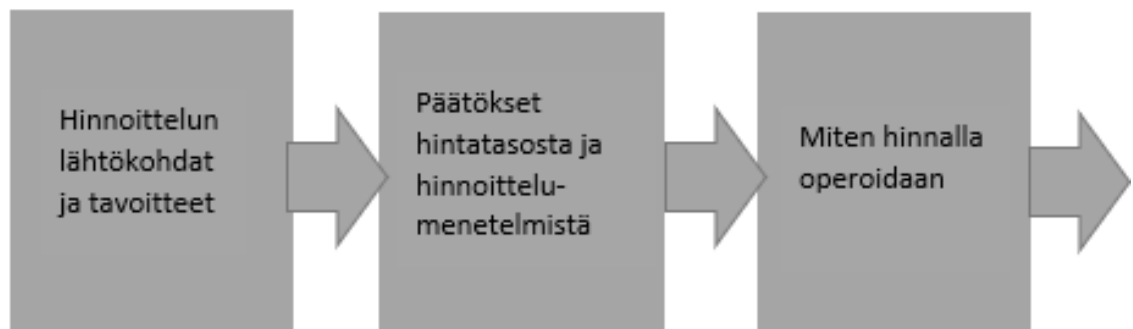 Hinnoittelun
lähtökohdat
ja tavoitteet
Päätökset
hintatasosta ja
hinnoittelu-
menetelmistä
Miten hinnalla
operoidaan